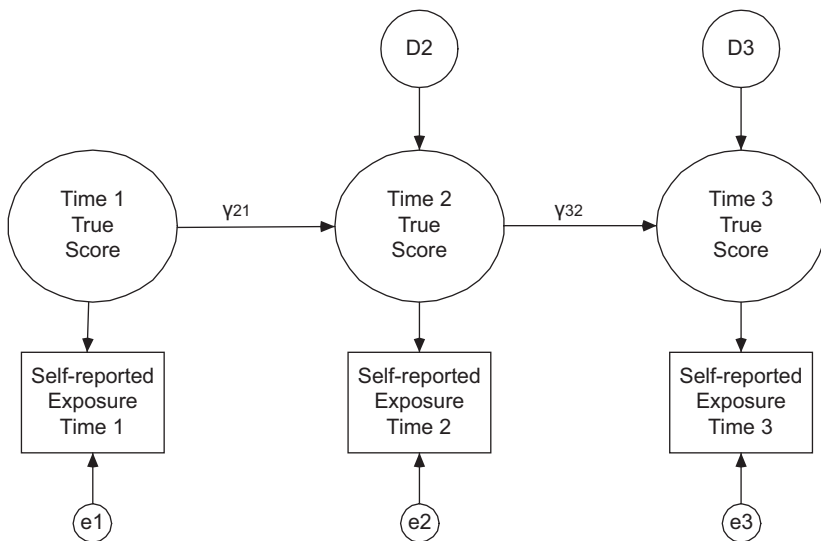 D2
D3
Time 1
True
Score
γ21
Time 2
True
Score
γ32
Time 3
True
Score
Self-reported
Exposure
Time 1
Self-reported
Exposure
Time 2
Self-reported
Exposure
Time 3
e1
e2
e3